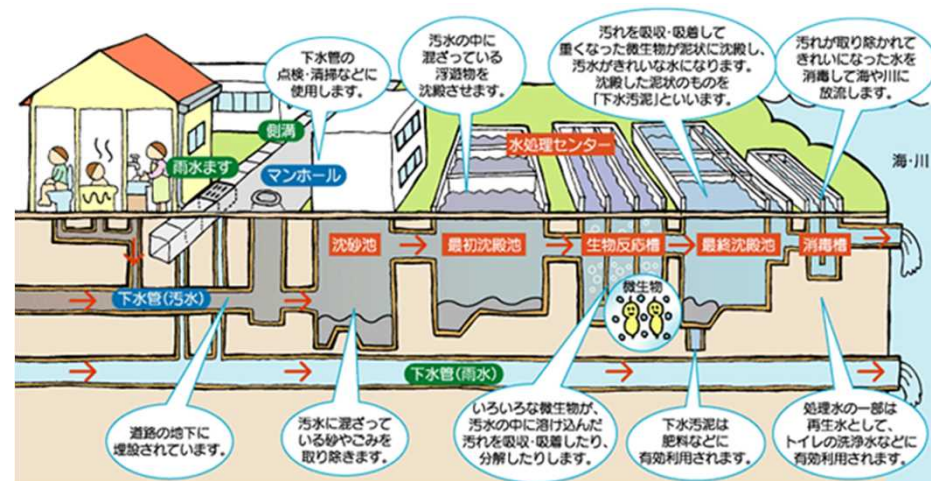 下水管の
点検・清掃などに
使用します。
汚水の中に
混ざっている
浮遊物を
沈殿させます。
汚れを吸収・吸着して
重くなった微生物が泥状に沈殿し、
汚水がきれいな水になります。
沈殿した泥状のものを
「下水汚泥」といいます。
汚れが取り除かれて
きれいになった水を
消毒して海や川に
放流します。
側溝
雨水ます
マンホール
水処理センター
海・川
沈砂池
最初沈殿池
生物反応槽
最終沈殿池
消毒槽
下水管(汚水)
微生物
下水管(雨水)
道路の地下に
埋設されています。
汚水に混ざって
いる砂やごみを
取り除きます。
いろいろな微生物が、
汚水の中に溶け込んだ
汚れを吸収・吸着したり、
分解したりします。
下水汚泥は
肥料などに
有効利用されます。
処理水の一部は
再生水として、
トイレの洗浄水などに
有効利用されます。